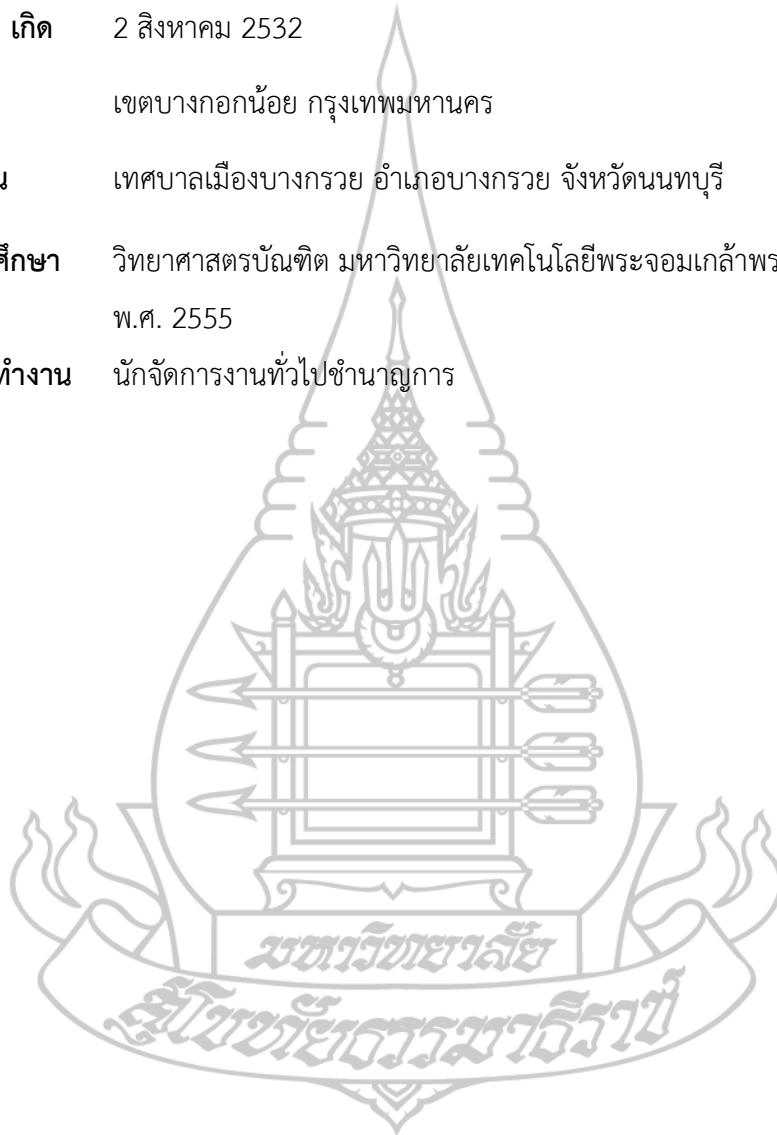 เกิด 2 สิงหาคม 2532
เขตบางกอกน้อย กรุงเทพมหานคร
น เทศบาลเมืองบางกรวย อำเภอบางกรวย จังหวัดนนทบุรี
ศึกษา วิทยาศาสตรบัณฑิต มหาวิทยาลัยเทคโนโลยีพระจอมเกล้าพร
พ.ศ. 2555
ทำงาน นักจัดการงานทั่วไปชำนาญการ
มหาวิทยาลัย
สุโขทัยธรรมาธิราช